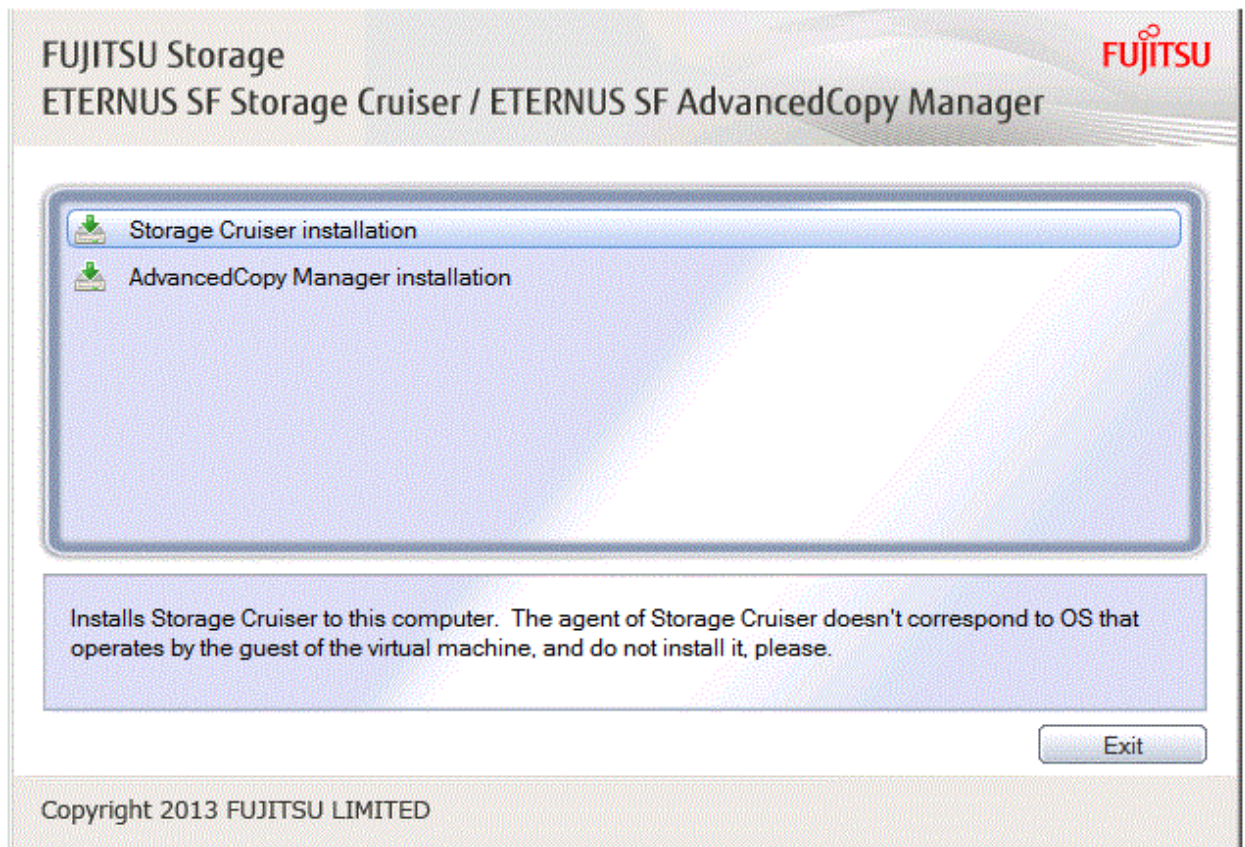 FUJITSU Storage
FUJITSU
ETERNUS SF Storage Cruiser / ETERNUS SF AdvancedCopy Manager
Storage Cruiser installation
AdvancedCopy Manager installation
Installs Storage Cruiser to this computer.  The agent of Storage Cruiser doesn't correspond to OS that
operates by the guest of the virtual machine, and do not install it, please.
Exit
Copyright 2013 FUJITSU LIMITED